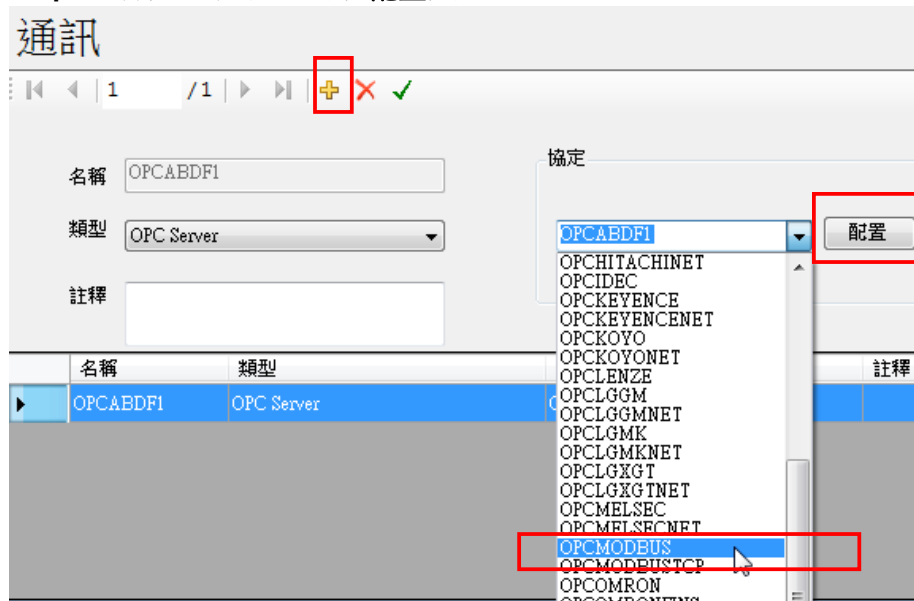 通訊
1 /1
名稱 OPCABDF1
類型 OPC Server
註釋
協定
OPCABDF1 配置
OPCHITACHINET
OPCIDEC
OPCKEYENCE
OPCKEYENCENET
OPCKOYO
OPCKOYONET
OPCLENZE
OPCLGGM
OPCLGGMNET
OPCLGMK
OPCLGMKNET
OPCLGXGT
OPCLGXGTNET
OPCMELSEC
OPCMELSECNET
OPCMODBUS
OPCMODBUSTCP
OPCOMRON
名稱 類型 註釋
OPCABDF1 OPC Server